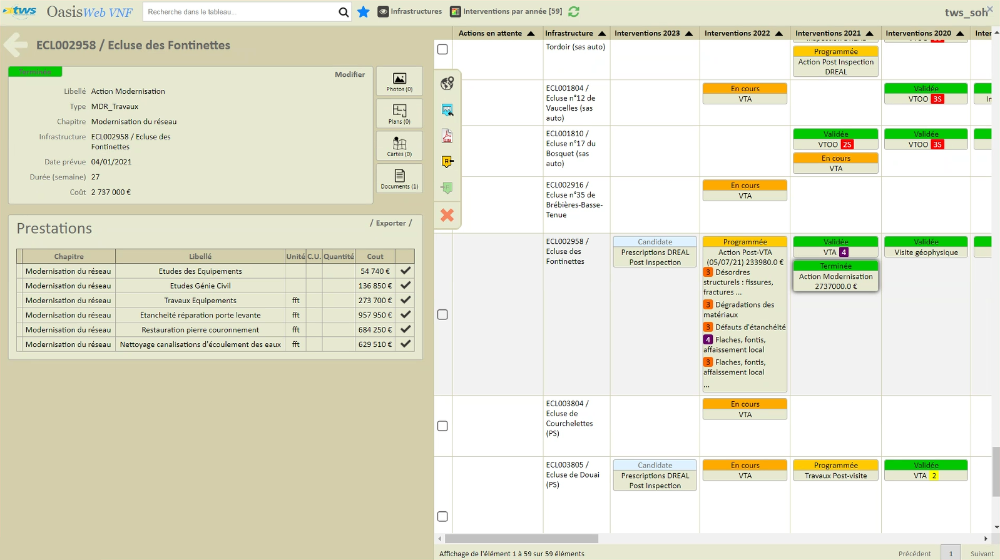 tws OasisWeb VNF
Recherche dans le tableau...
Infrastructures
Interventions par année [59]
tws_soh
ECL002958 / Ecluse des Fontinettes
Terminée
Modifier
Libellé Action Modernisation
Type MDR_Travaux
Chapitre Modernisation du réseau
Infrastructure ECL002958 / Ecluse des
Fontinettes
Date prévue 04/01/2021
Durée (semaine) 27
Coût 2 737 000 €
Photos (0)
Plans (0)
Cartes (0)
Documents (1)
Prestations
/ Exporter /
Chapitre Libellé Unité C.U. Quantité Cout
Modernisation du réseau Etudes des Equipements 54 740 €
Modernisation du réseau Etudes Génie Civil 136 850 €
Modernisation du réseau Travaux Equipements fft 273 700 €
Modernisation du réseau Etancheité réparation porte levante fft 957 950 €
Modernisation du réseau Restauration pierre couronnement fft 684 250 €
Modernisation du réseau Nettoyage canalisations d'écoulement des eaux fft 629 510 €
Actions en attente Infrastructure Interventions 2023 Interventions 2022 Interventions 2021 Interventions 2020 Inter
Tordoir (sas auto)
Programmée
Action Post Inspection
DREAL
ECL001804 /
Ecluse n°12 de
Vaucelles (sas
auto)
En cours
VTA
Validée
VTOO 3S
In
ECL001810 /
Ecluse n°17 du
Bosquet (sas
auto)
Validée
VTOO 2S
En cours
VTA
Validée
VTOO 3S
ECL002916 /
Ecluse n°35 de
Brébières-Basse-
Tenue
En cours
VTA
ECL002958 /
Ecluse des
Fontinettes
Candidate
Prescriptions DREAL
Post Inspection
Programmée
Action Post-VTA
(05/07/21) 233980.0 €
3 Désordres
structurels : fissures,
fractures ...
3 Dégradations des
matériaux
3 Défauts d'étanchéité
4 Flaches, fontis,
affaissement local
3 Flaches, fontis,
affaissement local
...
Validée
VTA 4
Terminée
Action Modernisation
2737000.0 €
Validée
Visite géophysique
ECL003804 /
Ecluse de
Courchelettes
(PS)
En cours
VTA
ECL003805 /
Ecluse de Douai
(PS)
Candidate
Prescriptions DREAL
Post Inspection
En cours
VTA
Programmée
Travaux Post-visite
Validée
VTA 2
Affichage de l'élément 1 à 59 sur 59 éléments
Précédent 1 Suivant